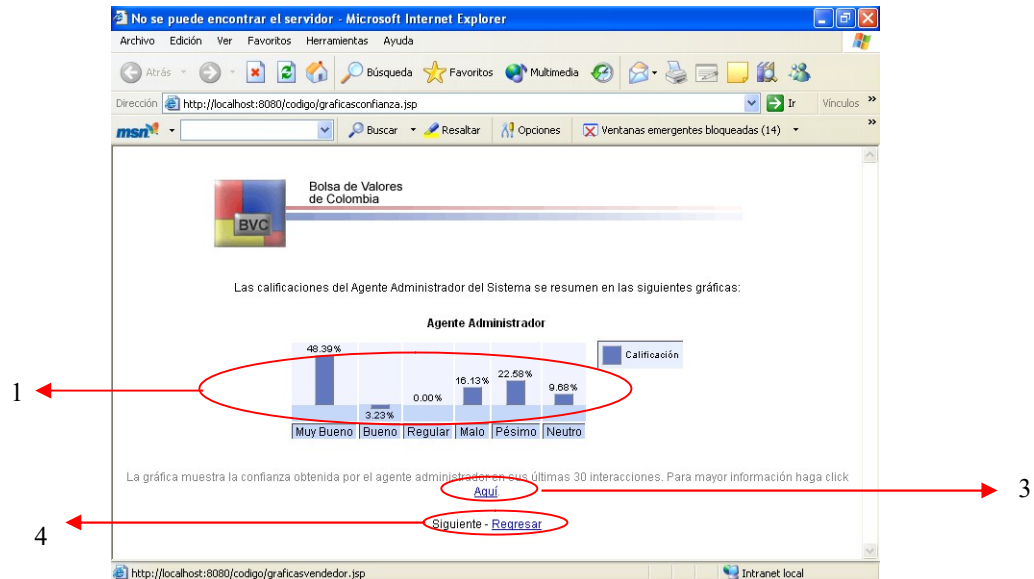 No se puede encontrar el servidor - Microsoft Internet Explorer
Archivo Edición Ver Favoritos Herramientas Ayuda
Atrás Búsqueda Favoritos Multimedia
Dirección http://localhost:8080/codigo/graficasconfianza.jsp Ir Vínculos »
msn Buscar Resaltar Opciones Ventanas emergentes bloqueadas (14) »
Bolsa de Valores
de Colombia
BVC
Las calificaciones del Agente Administrador del Sistema se resumen en las siguientes gráficas:
Agente Administrador
48.39% 3.23% 0.00% 16.13% 22.58% 9.68%
Calificación
Muy Bueno Bueno Regular Malo Pésimo Neutro
1
La gráfica muestra la confianza obtenida por el agente administrador en sus últimas 30 interacciones. Para mayor información haga click
Aquí.
3
Siguiente - Regresar
4
http://localhost:8080/codigo/graficasvendedor.jsp Intranet local